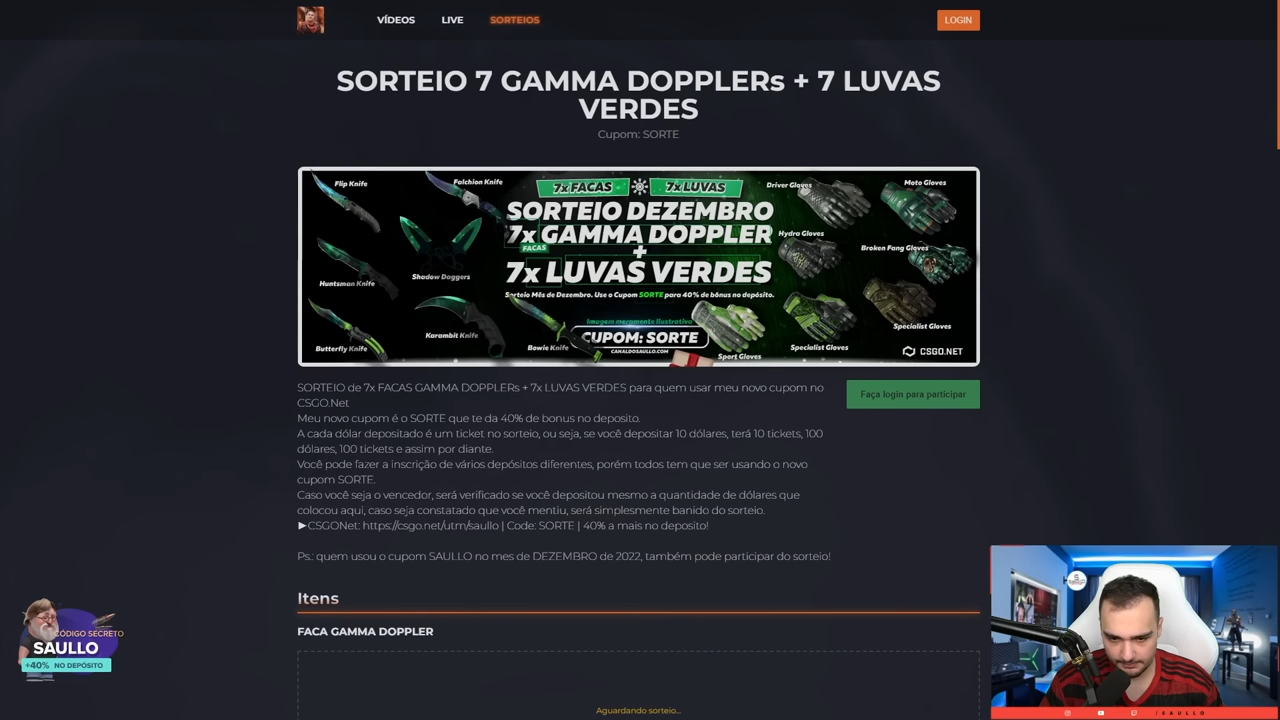 VÍDEOS LIVE SORTEIOS LOGIN
SORTEIO 7 GAMMA DOPPLERs + 7 LUVAS
VERDES
Cupom: SORTE
Flip Knife
Falchion Knife
7x FACAS 7x LUVAS
Driver Gloves
Moto Gloves
SORTEIO DEZEMBRO
7x GAMMA DOPPLER
FACAS
+
7x LUVAS VERDES
Hydra Gloves
Broken Fang Gloves
Shadow Daggers
Huntsman Knife
Sorteio Mês de Dezembro. Use o Cupom SORTE para 40% de bônus no depósito.
Imagem meramente ilustrativa
CUPOM: SORTE
CANALDOSAULLO.COM
Karambit Knife
Bowie Knife
Butterfly Knife
Sport Gloves
Specialist Gloves
Specialist Gloves
CSGO.NET
SORTEIO de 7x FACAS GAMMA DOPPLERs + 7x LUVAS VERDES para quem usar meu novo cupom no
CSGO.Net
Meu novo cupom é o SORTE que te da 40% de bonus no deposito.
A cada dólar depositado é um ticket no sorteio, ou seja, se você depositar 10 dólares, terá 10 tickets, 100
dólares, 100 tickets e assim por diante.
Você pode fazer a inscrição de vários depósitos diferentes, porém todos tem que ser usando o novo
cupom SORTE.
Caso você seja o vencedor, será verificado se você depositou mesmo a quantidade de dólares que
colocou aqui, caso seja constatado que você mentiu, será simplesmente banido do sorteio.
►CSGONet: https://csgo.net/utm/saullo | Code: SORTE | 40% a mais no deposito!
Ps.: quem usou o cupom SAULLO no mes de DEZEMBRO de 2022, também pode participar do sorteio!
Faça login para participar
Itens
FACA GAMMA DOPPLER
Aguardando sorteio...
CÓDIGO SECRETO
SAULLO
+40% NO DEPÓSITO
/SAULLO